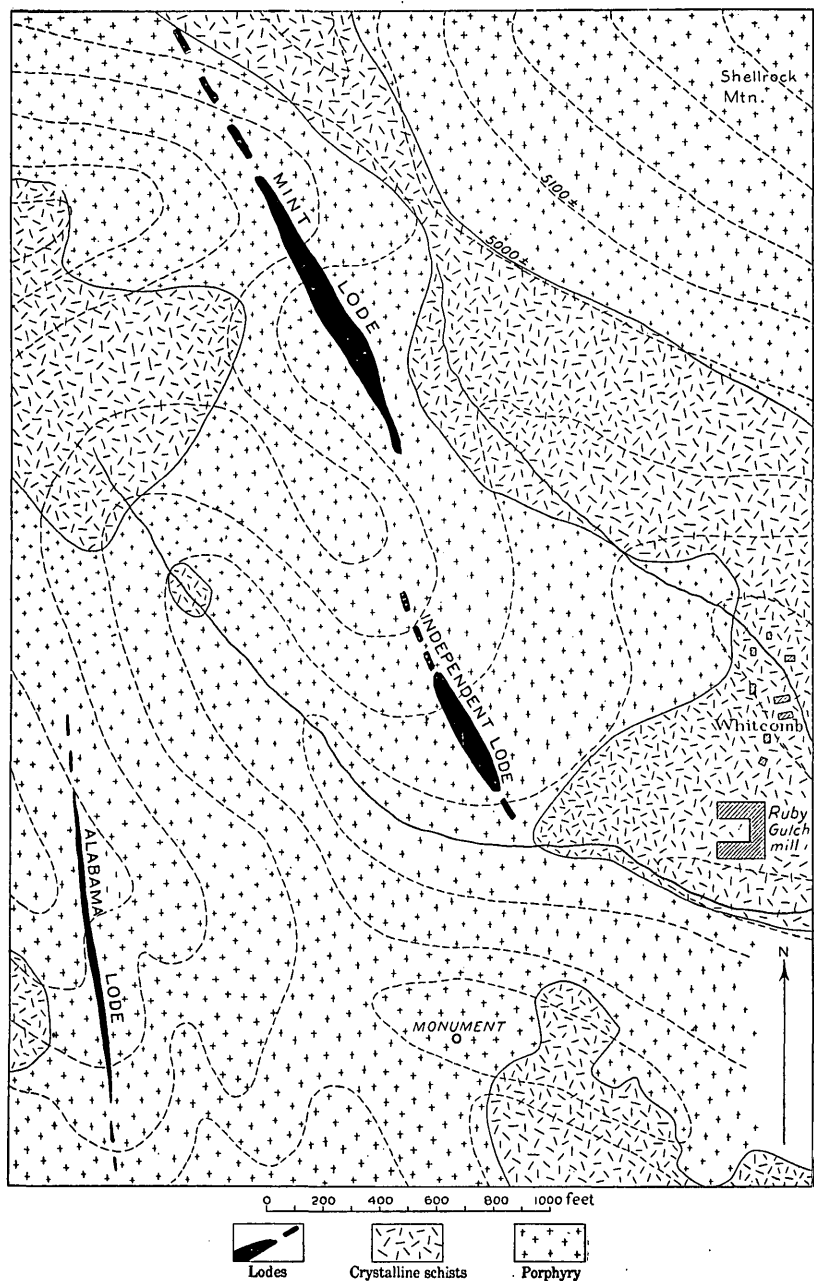 Shellrock
Mtn.
5100±
5000±
MINT LODE
INDEPENDENT LODE
Whitcomb
Ruby
Gulch
mill
ALABAMA LODE
N
MONUMENT
0 200 400 600 800 1000 feet
Lodes
Crystalline schists
Porphyry